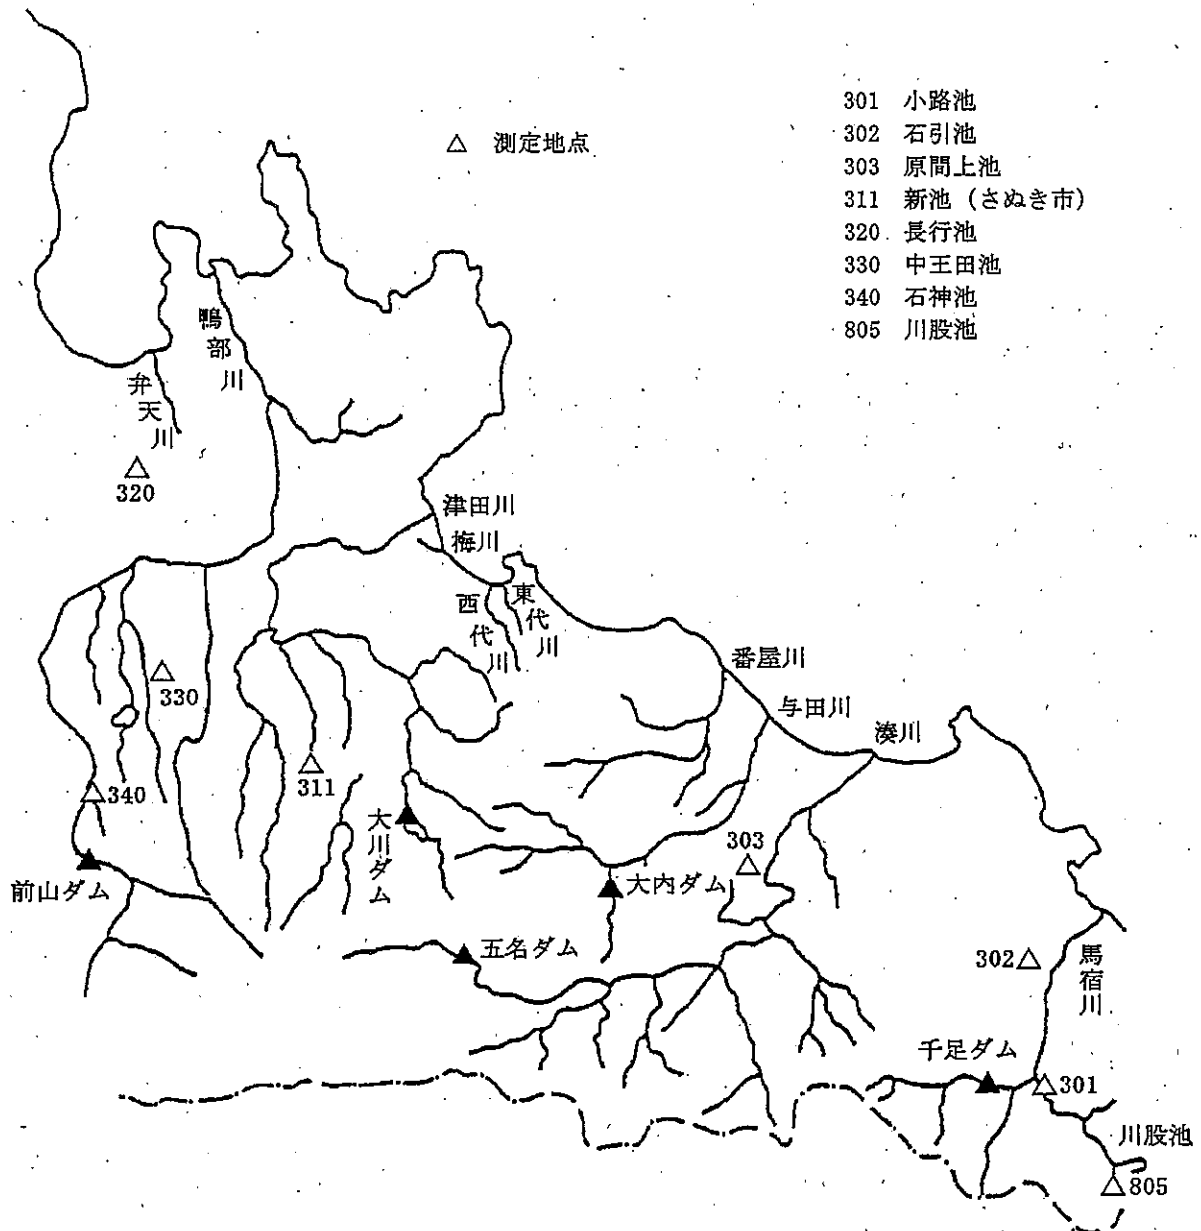 301 小路池
302 石引池
303 原間上池
311 新池 (さぬき市)
320 長行池
330 中王田池
340 石神池
805 川股池
△ 測定地点
鴨部川
弁天川
320
津田川
梅川
西代川
東代川
番屋川
与田川
湊川
330
340
311
大川ダム
303
前山ダム
大内ダム
五名ダム
302
馬宿川
千足ダム
301
川股池
805